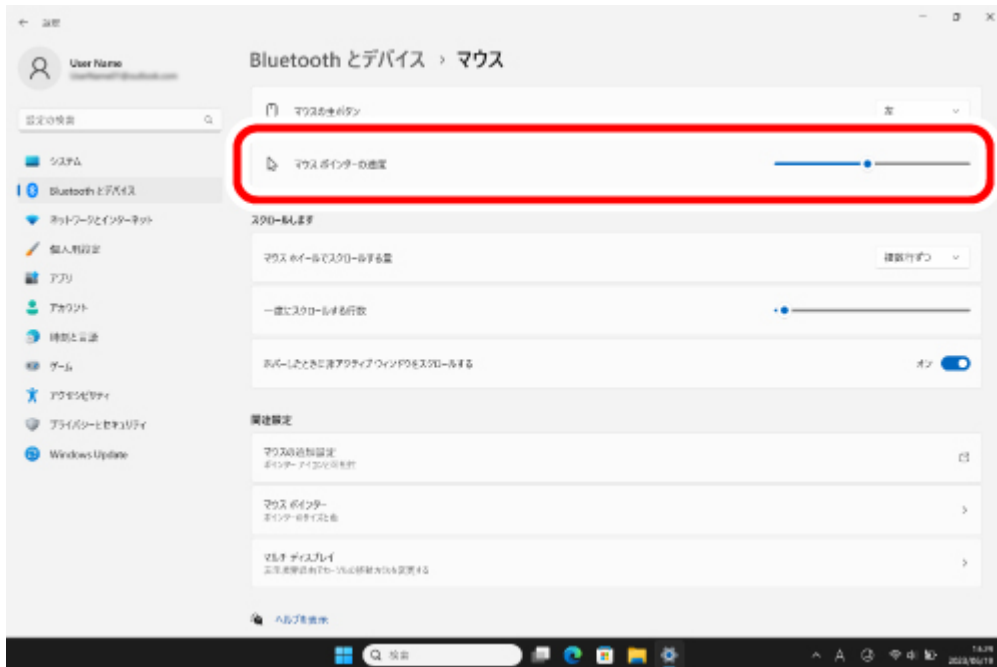 設定
User Name
Bluetooth とデバイス › マウス
設定の検索
マウスの主ボタン
左
マウス ポインターの速度
システム
Bluetooth とデバイス
ネットワークとインターネット
個人用設定
アプリ
アカウント
時刻と言語
ゲーム
アクセシビリティ
プライバシーとセキュリティ
Windows Update
スクロールします
マウス ホイールでスクロールする量
複数行ずつ
一度にスクロールする行数
ホバーしたときに非アクティブ ウィンドウをスクロールする
オン
関連設定
マウスの追加設定
ポインター アイコンと可視性
マウス ポインター
ポインターのサイズと色
マルチ ディスプレイ
ヘルプを表示
検索
A
16:29
2023/06/19